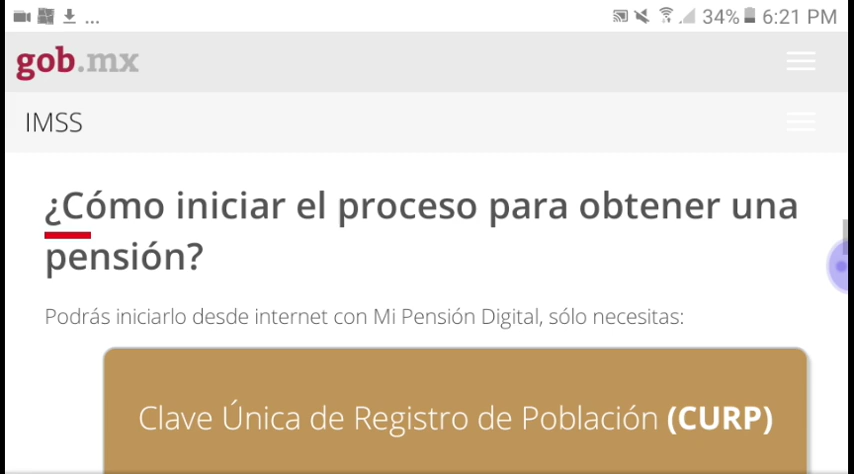 ... 34% 6:21 PM
gob.mx
IMSS
¿Cómo iniciar el proceso para obtener una
pensión?
Podrás iniciarlo desde internet con Mi Pensión Digital, sólo necesitas:
Clave Única de Registro de Población (CURP)